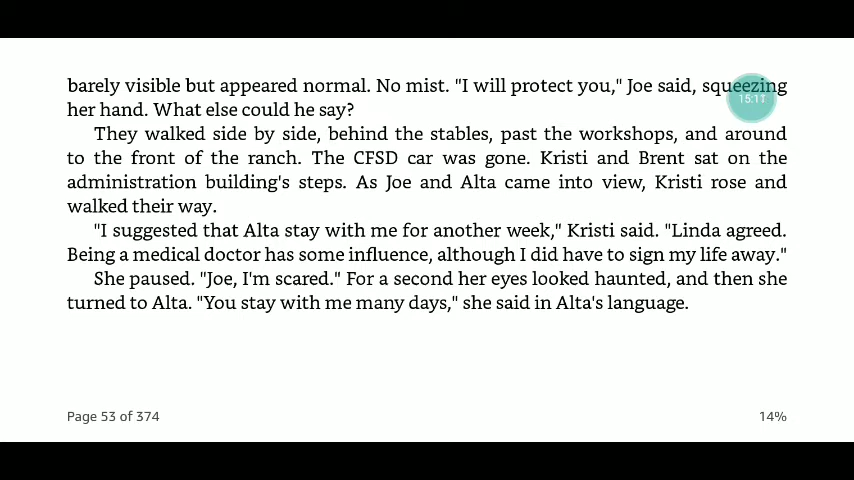 barely visible but appeared normal. No mist. "I will protect you," Joe said, squeezing
her hand. What else could he say?
They walked side by side, behind the stables, past the workshops, and around
to the front of the ranch. The CFSD car was gone. Kristi and Brent sat on the
administration building's steps. As Joe and Alta came into view, Kristi rose and
walked their way.
"I suggested that Alta stay with me for another week," Kristi said. "Linda agreed.
Being a medical doctor has some influence, although I did have to sign my life away."
She paused. "Joe, I'm scared." For a second her eyes looked haunted, and then she
turned to Alta. "You stay with me many days," she said in Alta's language.
Page 53 of 374
14%